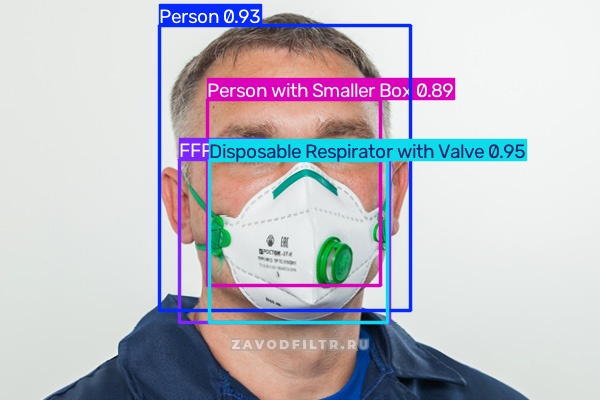 Person 0.93
Person with Smaller Box 0.89
FFP
Disposable Respirator with Valve 0.95
EAC
ZAVODFILTR.RU